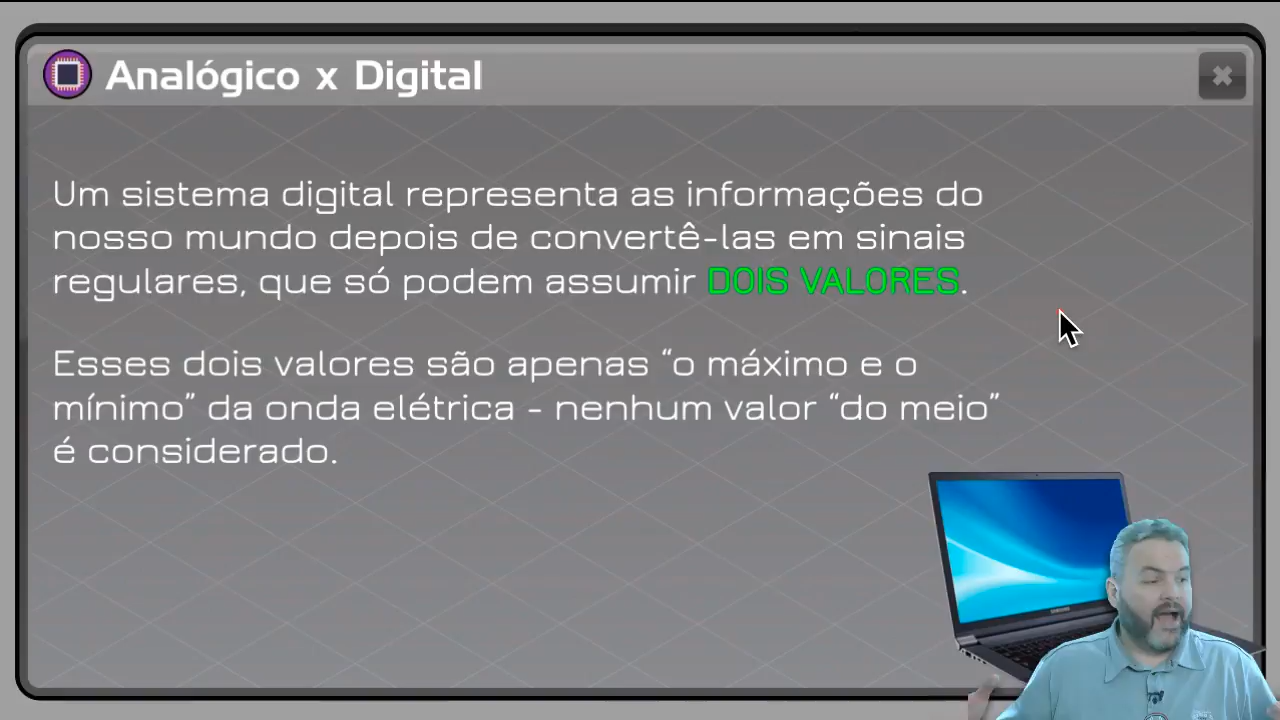 Analógico x Digital
Um sistema digital representa as informações do
nosso mundo depois de convertê-las em sinais
regulares, que só podem assumir DOIS VALORES.
Esses dois valores são apenas “o máximo e o
mínimo” da onda elétrica - nenhum valor “do meio”
é considerado.
SAMSUNG